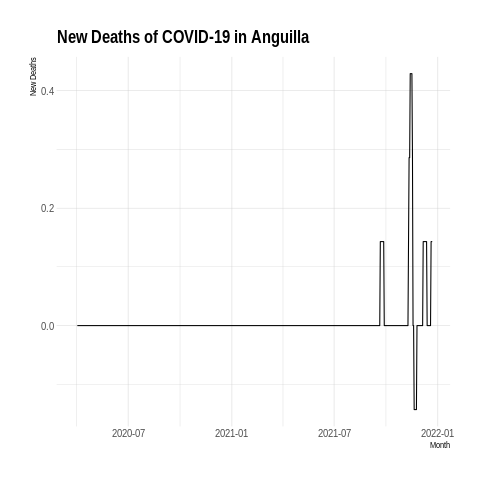 New Deaths of COVID-19 in Anguilla
New Deaths
0.4
0.2
0.0
2020-07 2021-01 2021-07 2022-01
Month